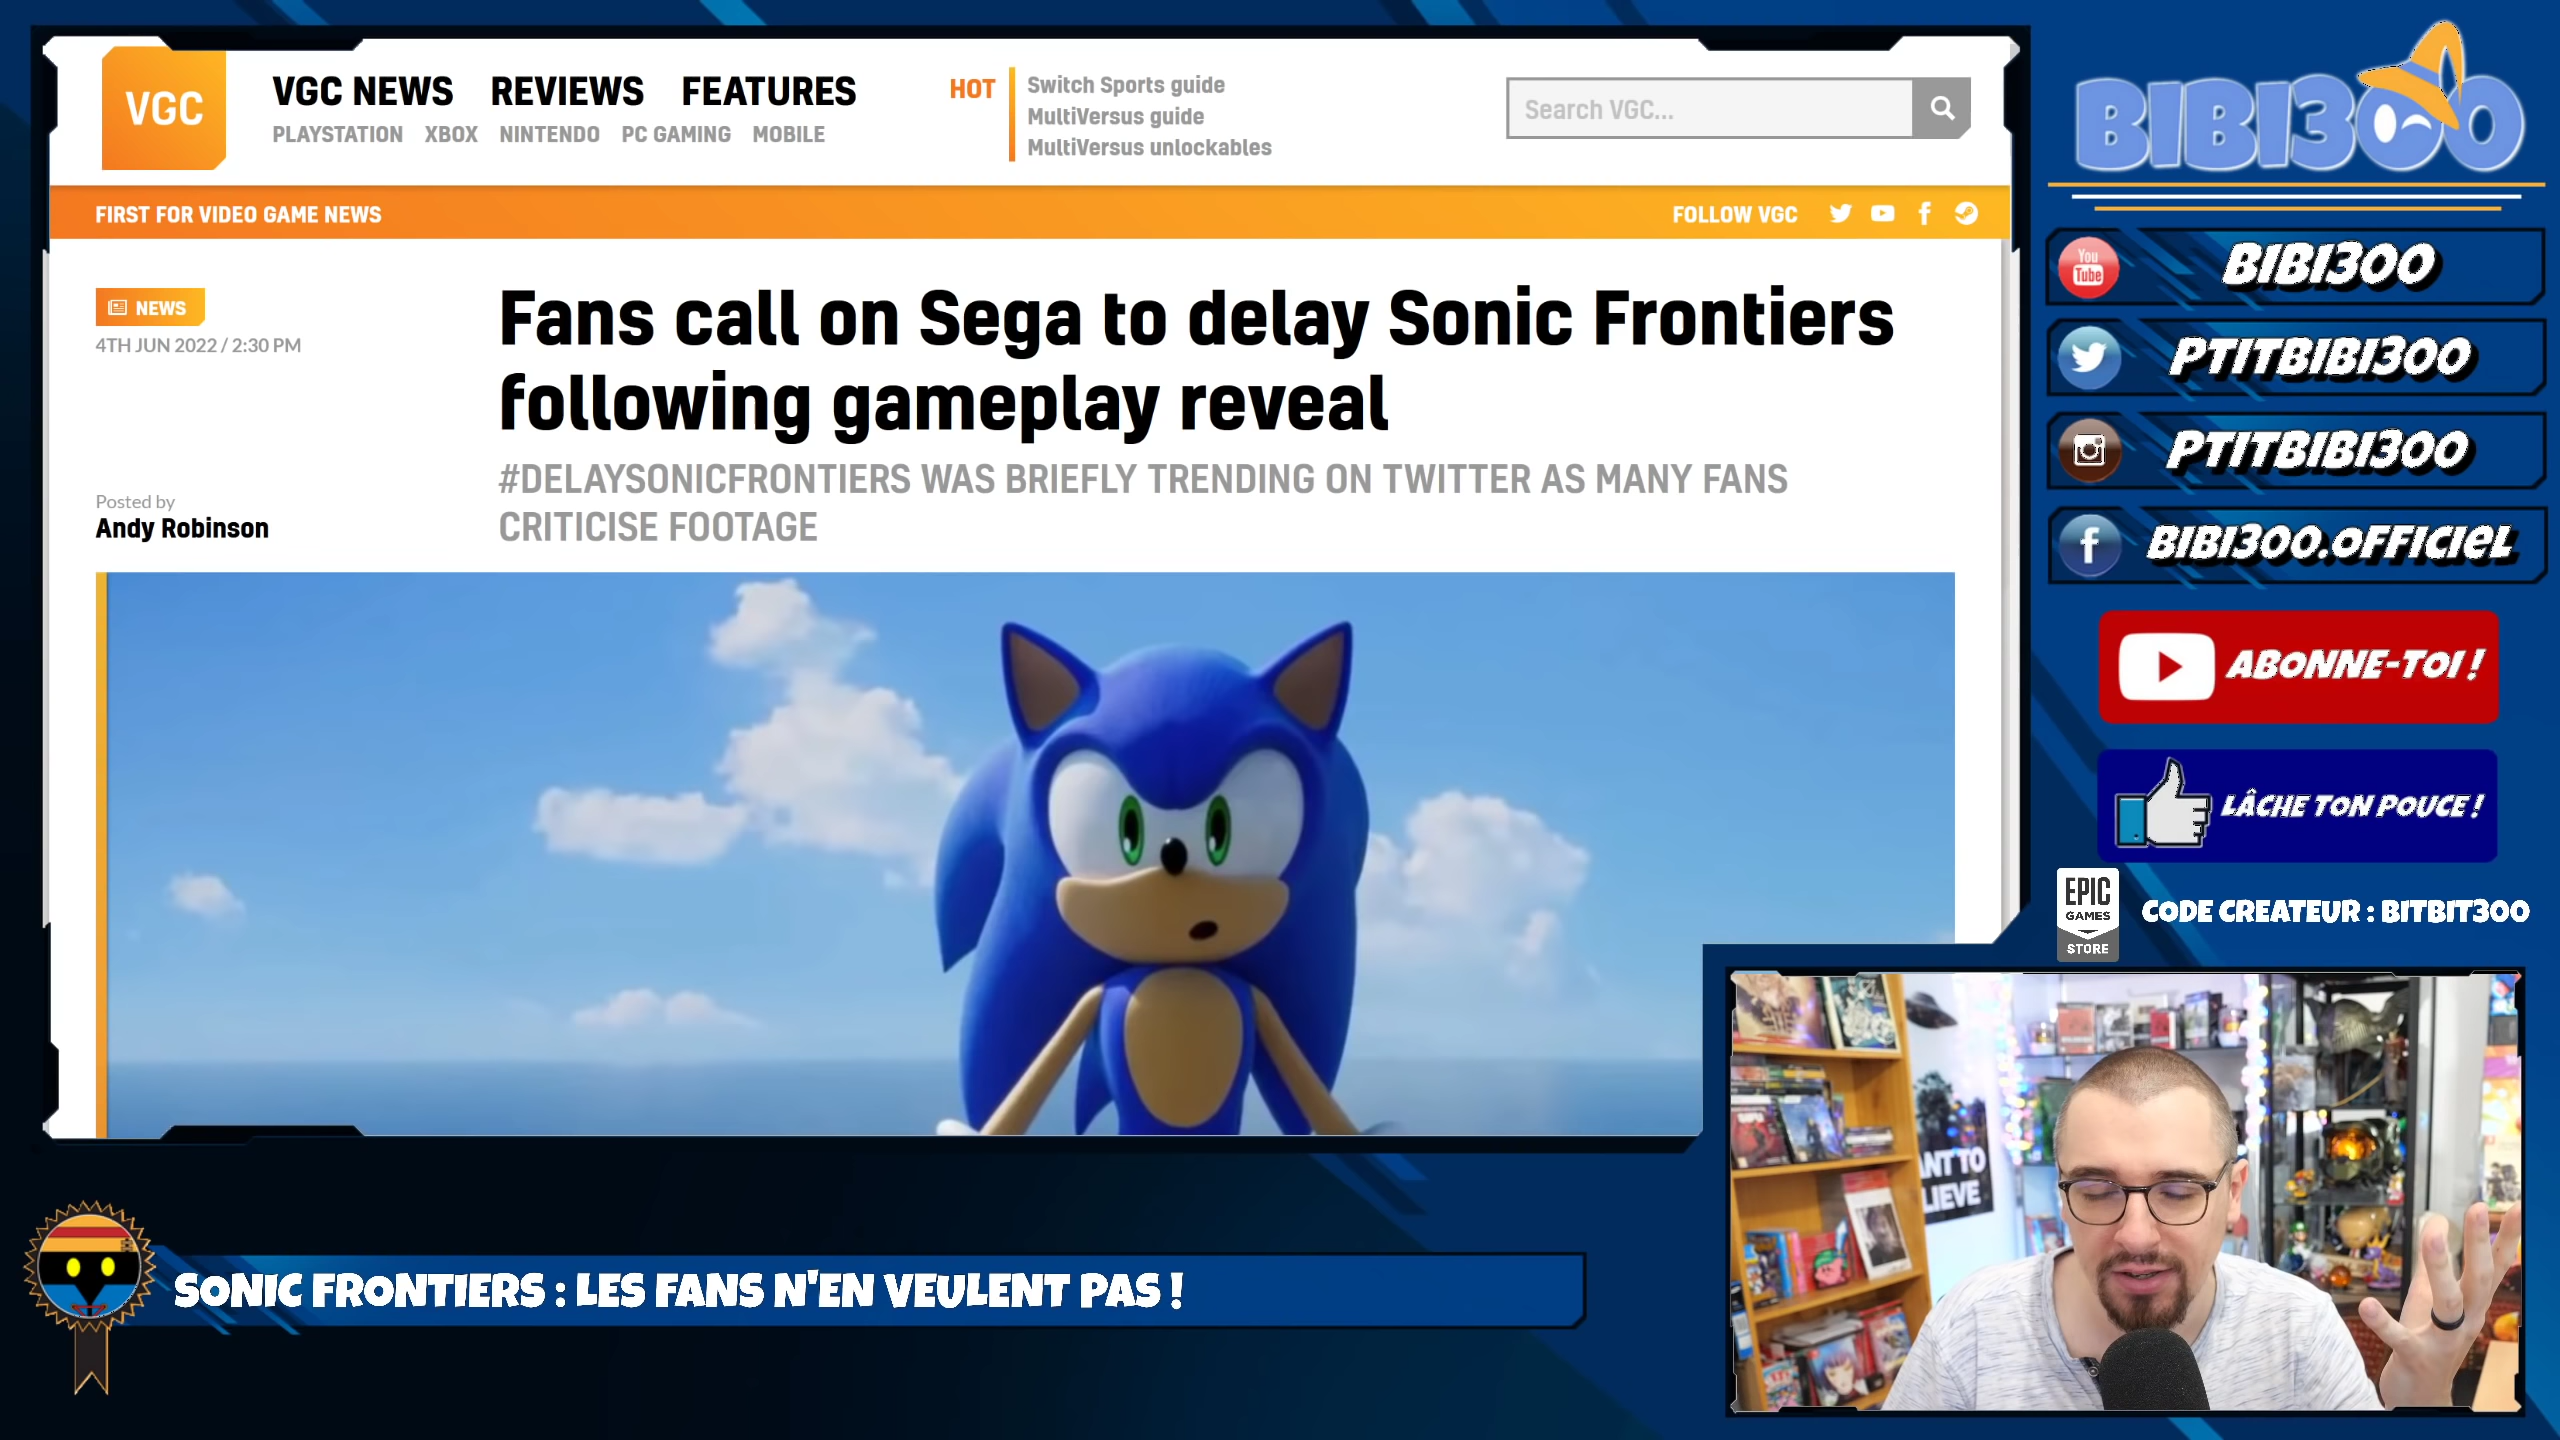 VGC
VGC NEWS REVIEWS FEATURES
PLAYSTATION XBOX NINTENDO PC GAMING MOBILE
HOT
Switch Sports guide
MultiVersus guide
MultiVersus unlockables
Search VGC...
FIRST FOR VIDEO GAME NEWS
FOLLOW VGC
NEWS
4TH JUN 2022 / 2:30 PM
Posted by
Andy Robinson
Fans call on Sega to delay Sonic Frontiers
following gameplay reveal
#DELAYSONICFRONTIERS WAS BRIEFLY TRENDING ON TWITTER AS MANY FANS
CRITICISE FOOTAGE
BIBI300
You
Tube
BIBI300
PTITBIBI300
PTITBIBI300
BIBI300.OFFICIEL
ABONNE-TOI !
LÂCHE TON POUCE !
EPIC
GAMES
STORE
CODE CREATEUR : BITBIT300
SONIC FRONTIERS : LES FANS N'EN VEULENT PAS !